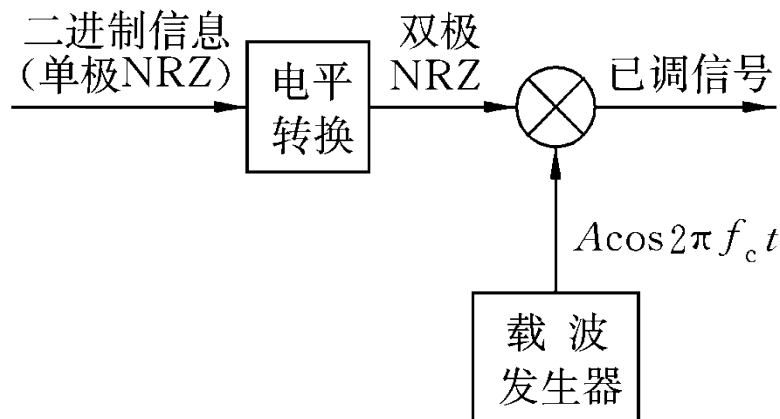 二进制信息
(单极NRZ)
电平
转换
双极
NRZ
已调信号
Acos2πf_c t
载 波
发生器